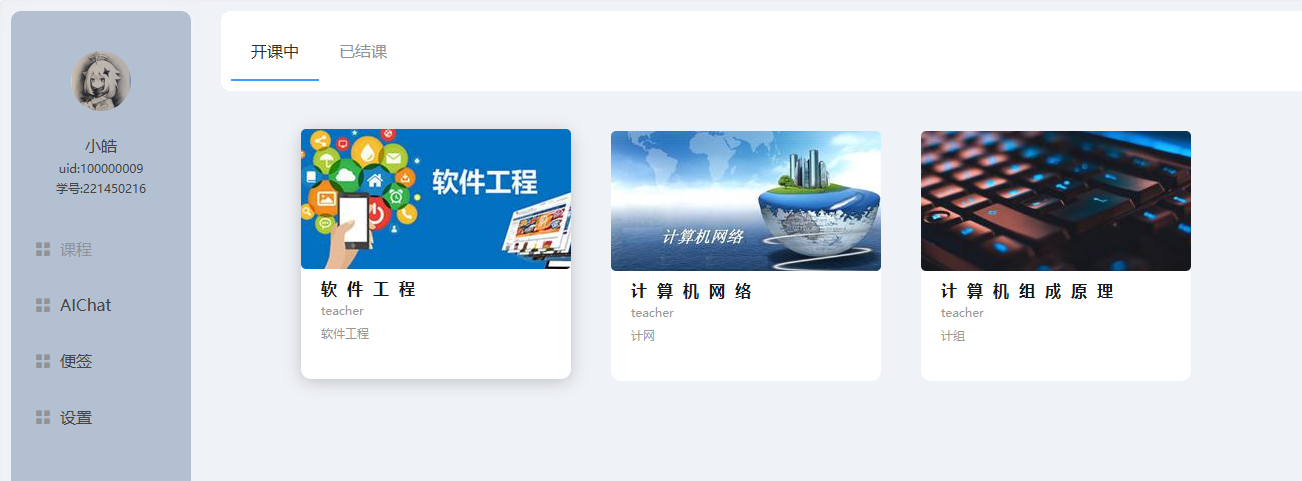 小皓
uid:100000009
学号:221450216
课程
AIChat
便签
设置
开课中 已结课
软件工程
软件工程
teacher
软件工程
计算机网络
计算机网络
teacher
计网
计算机组成原理
teacher
计组